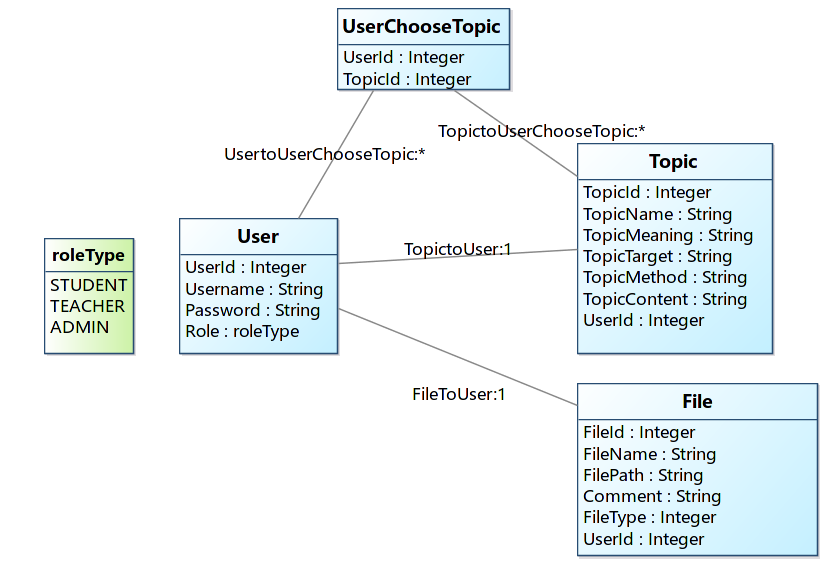 UserChooseTopic
UserId : Integer
TopicId : Integer
TopictoUserChooseTopic:*
UsertoUserChooseTopic:*
Topic
TopicId : Integer
TopicName : String
TopicMeaning : String
TopicTarget : String
TopicMethod : String
TopicContent : String
UserId : Integer
User
UserId : Integer
Username : String
Password : String
Role : roleType
TopictoUser:1
roleType
STUDENT
TEACHER
ADMIN
FileToUser:1
File
FileId : Integer
FileName : String
FilePath : String
Comment : String
FileType : Integer
UserId : Integer